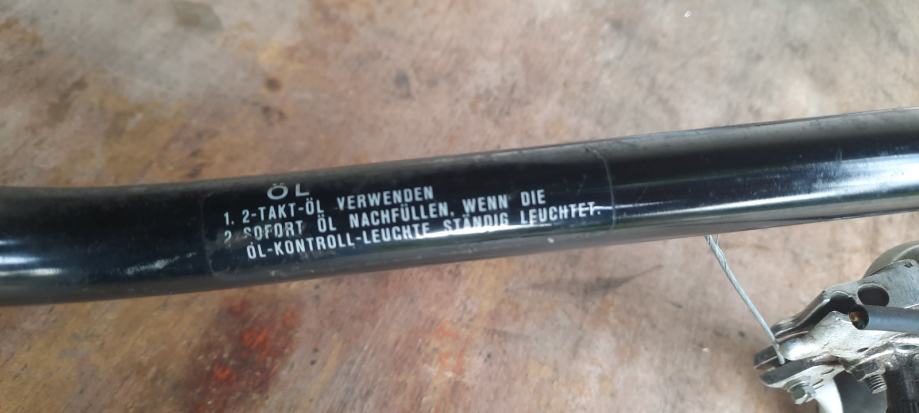 ÖL
1. 2-TAKT-ÖL VERWENDEN
2. SOFORT ÖL NACHFÜLLEN, WENN DIE
ÖL-KONTROLL-LEUCHTE STÄNDIG LEUCHTET.